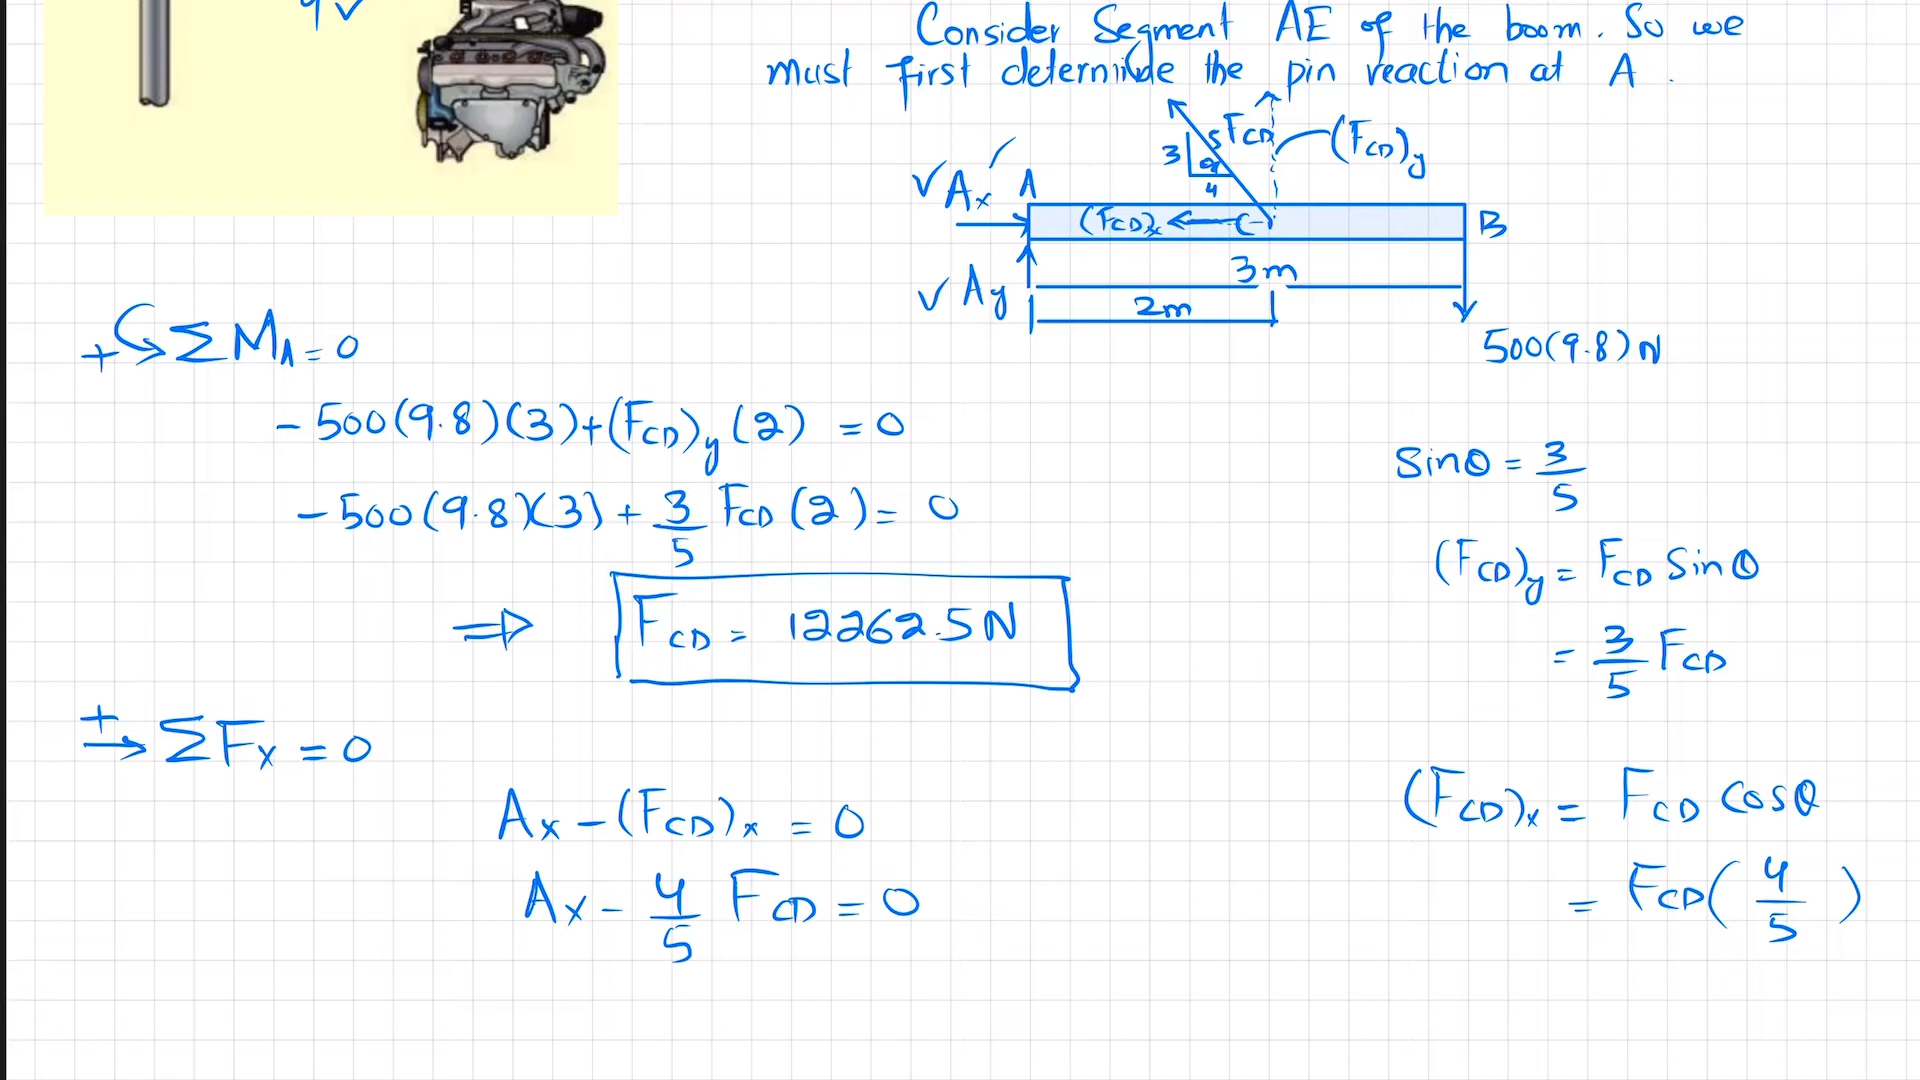 9 ✓
Consider Segment AE of the boom. So we
must first determine the pin reaction at A.
FCD
(FCD)y
3
5
θ
4
✓ Ax
A
(FCD)x
C
B
✓ Ay
3m
2m
500(9.8)N
+ ΣMA = 0
- 500(9.8)(3) + (FCD)y (2) = 0
- 500(9.8)(3) + 3/5 FCD (2) = 0
⇒ FCD = 12262.5N
+→ ΣFx = 0
Ax - (FCD)x = 0
Ax - 4/5 FCD = 0
Sinθ = 3/5
(FCD)y = FCD Sinθ
= 3/5 FCD
(FCD)x = FCD Cosθ
= FCD (4/5)